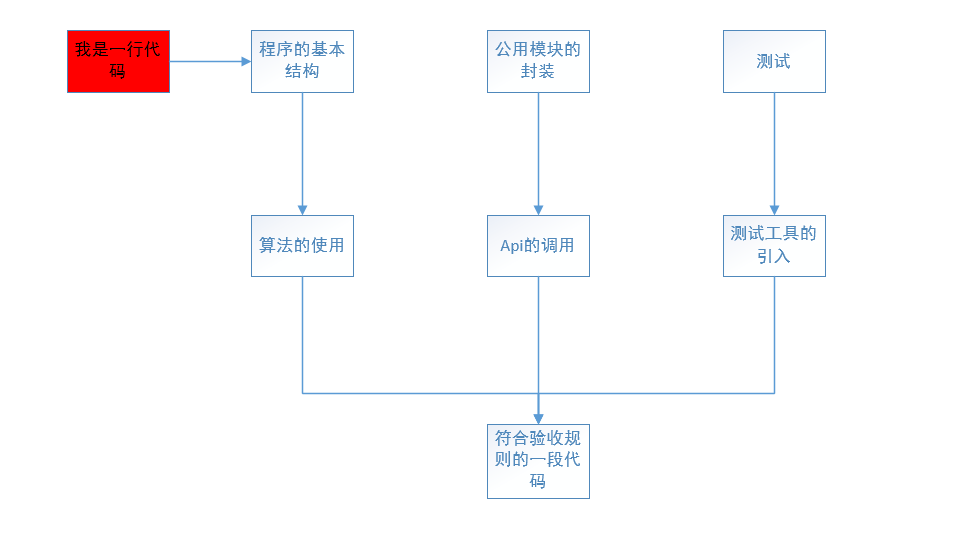 我是一行代
码
程序的基本
结构
公用模块的
封装
测试
算法的使用
Api的调用
测试工具的
引入
符合验收规
则的一段代
码